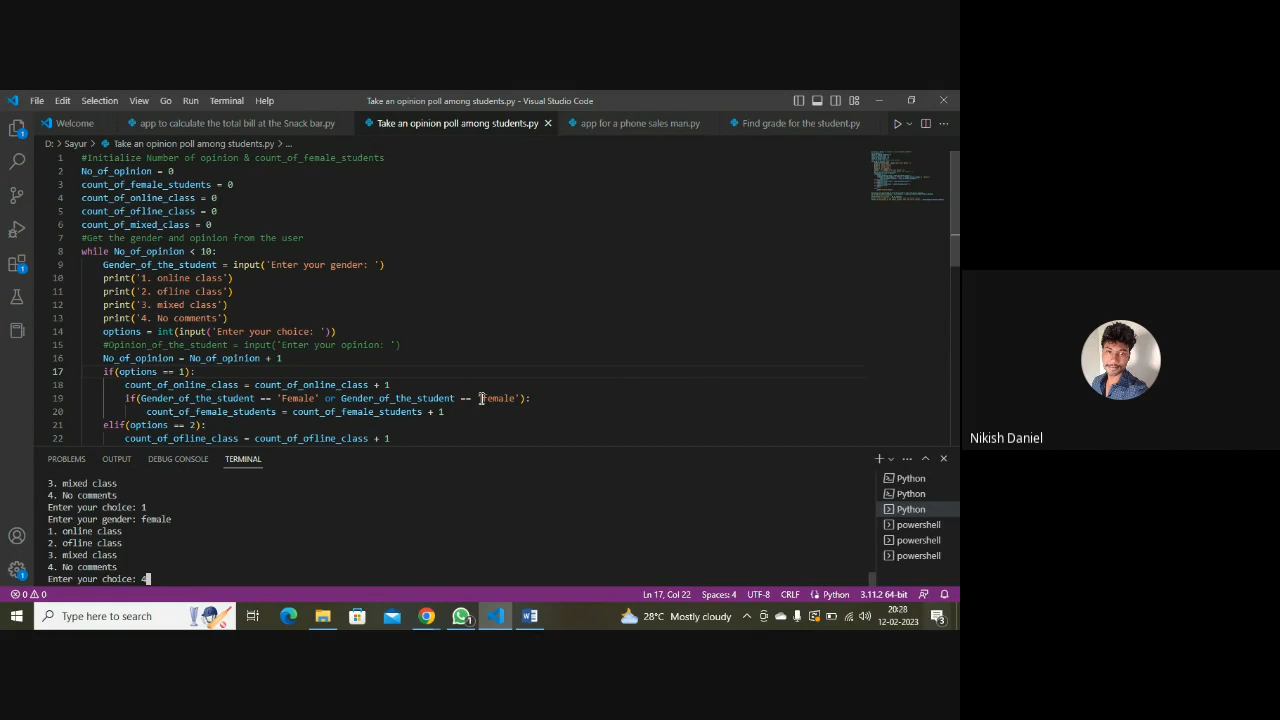 File Edit Selection View Go Run Terminal Help Take an opinion poll among students.py - Visual Studio Code
Welcome app to calculate the total bill at the Snack bar.py Take an opinion poll among students.py app for a phone sales man.py Find grade for the student.py
D: > Sayur > Take an opinion poll among students.py > ...
1 #Initialize Number of opinion & count_of_female_students
2 No_of_opinion = 0
3 count_of_female_students = 0
4 count_of_online_class = 0
5 count_of_ofline_class = 0
6 count_of_mixed_class = 0
7 #Get the gender and opinion from the user
8 while No_of_opinion < 10:
9 Gender_of_the_student = input('Enter your gender: ')
10 print('1. online class')
11 print('2. ofline class')
12 print('3. mixed class')
13 print('4. No comments')
14 options = int(input('Enter your choice: '))
15 #Opinion_of_the_student = input('Enter your opinion: ')
16 No_of_opinion = No_of_opinion + 1
17 if(options == 1):
18 count_of_online_class = count_of_online_class + 1
19 if(Gender_of_the_student == 'Female' or Gender_of_the_student == 'female'):
20 count_of_female_students = count_of_female_students + 1
21 elif(options == 2):
22 count_of_ofline_class = count_of_ofline_class + 1
PROBLEMS OUTPUT DEBUG CONSOLE TERMINAL
3. mixed class
4. No comments
Enter your choice: 1
Enter your gender: female
1. online class
2. ofline class
3. mixed class
4. No comments
Enter your choice: 4
Python
Python
Python
powershell
powershell
powershell
0 0 Ln 17, Col 22 Spaces: 4 UTF-8 CRLF Python 3.11.2 64-bit
Type here to search 28°C Mostly cloudy 20:28
12-02-2023 3
Nikish Daniel